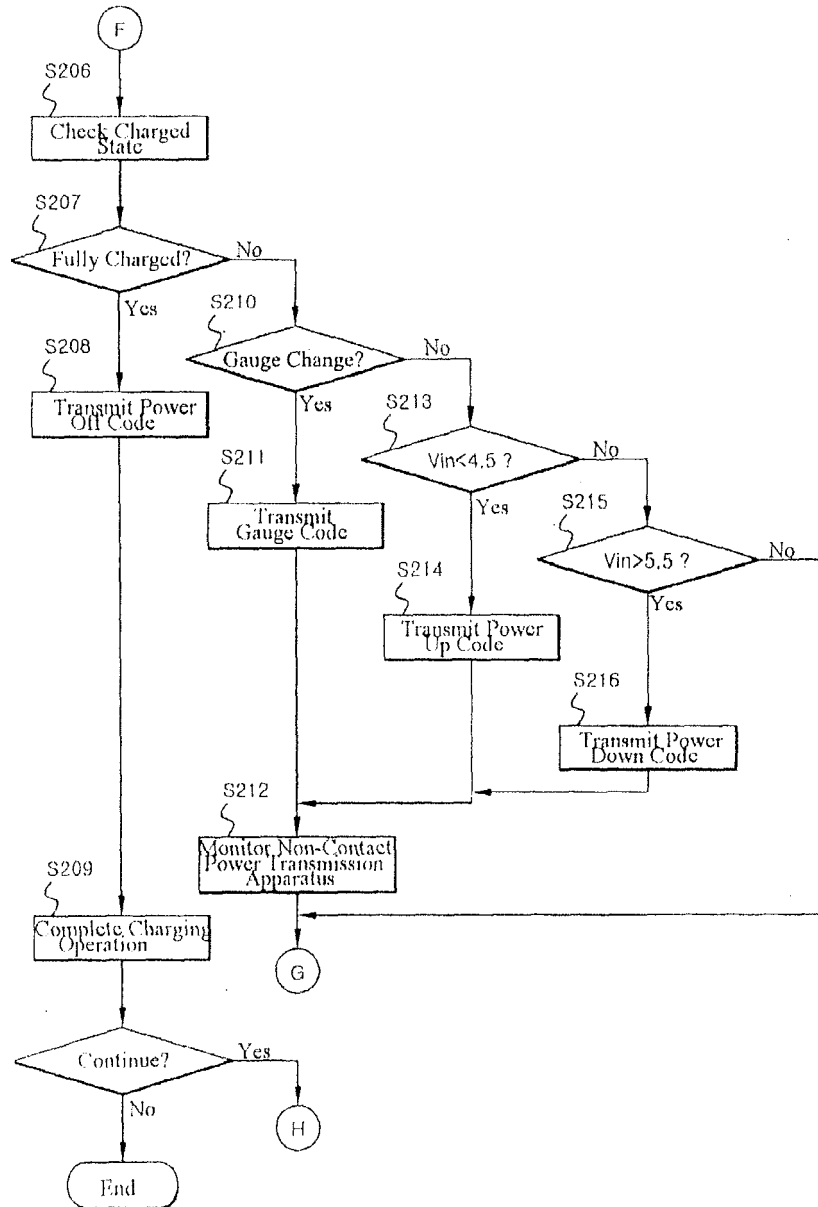 F
S206
Check Charged
State
S207
Fully Charged?
No
Yes
S210
Gauge Change?
No
Yes
S208
Transmit Power
Off Code
S213
Vin<4.5 ?
No
Yes
S211
Transmit
Gauge Code
S215
Vin>5.5 ?
No
Yes
S214
Transmit Power
Up Code
S216
Transmit Power
Down Code
S212
Monitor Non-Contact
Power Transmission
Apparatus
S209
Complete Charging
Operation
G
Continue?
Yes
No
H
End